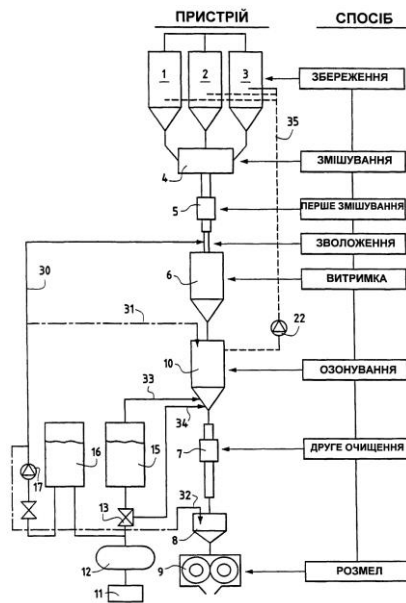 ПРИСТРІЙ
СПОСІБ
1
2
3
ЗБЕРЕЖЕННЯ
35
4
ЗМІШУВАННЯ
5
ПЕРШЕ ЗМІШУВАННЯ
ЗВОЛОЖЕННЯ
30
6
ВИТРИМКА
31
22
10
ОЗОНУВАННЯ
33
34
16
15
7
ДРУГЕ ОЧИЩЕННЯ
17
13
32
8
12
9
РОЗМЕЛ
11